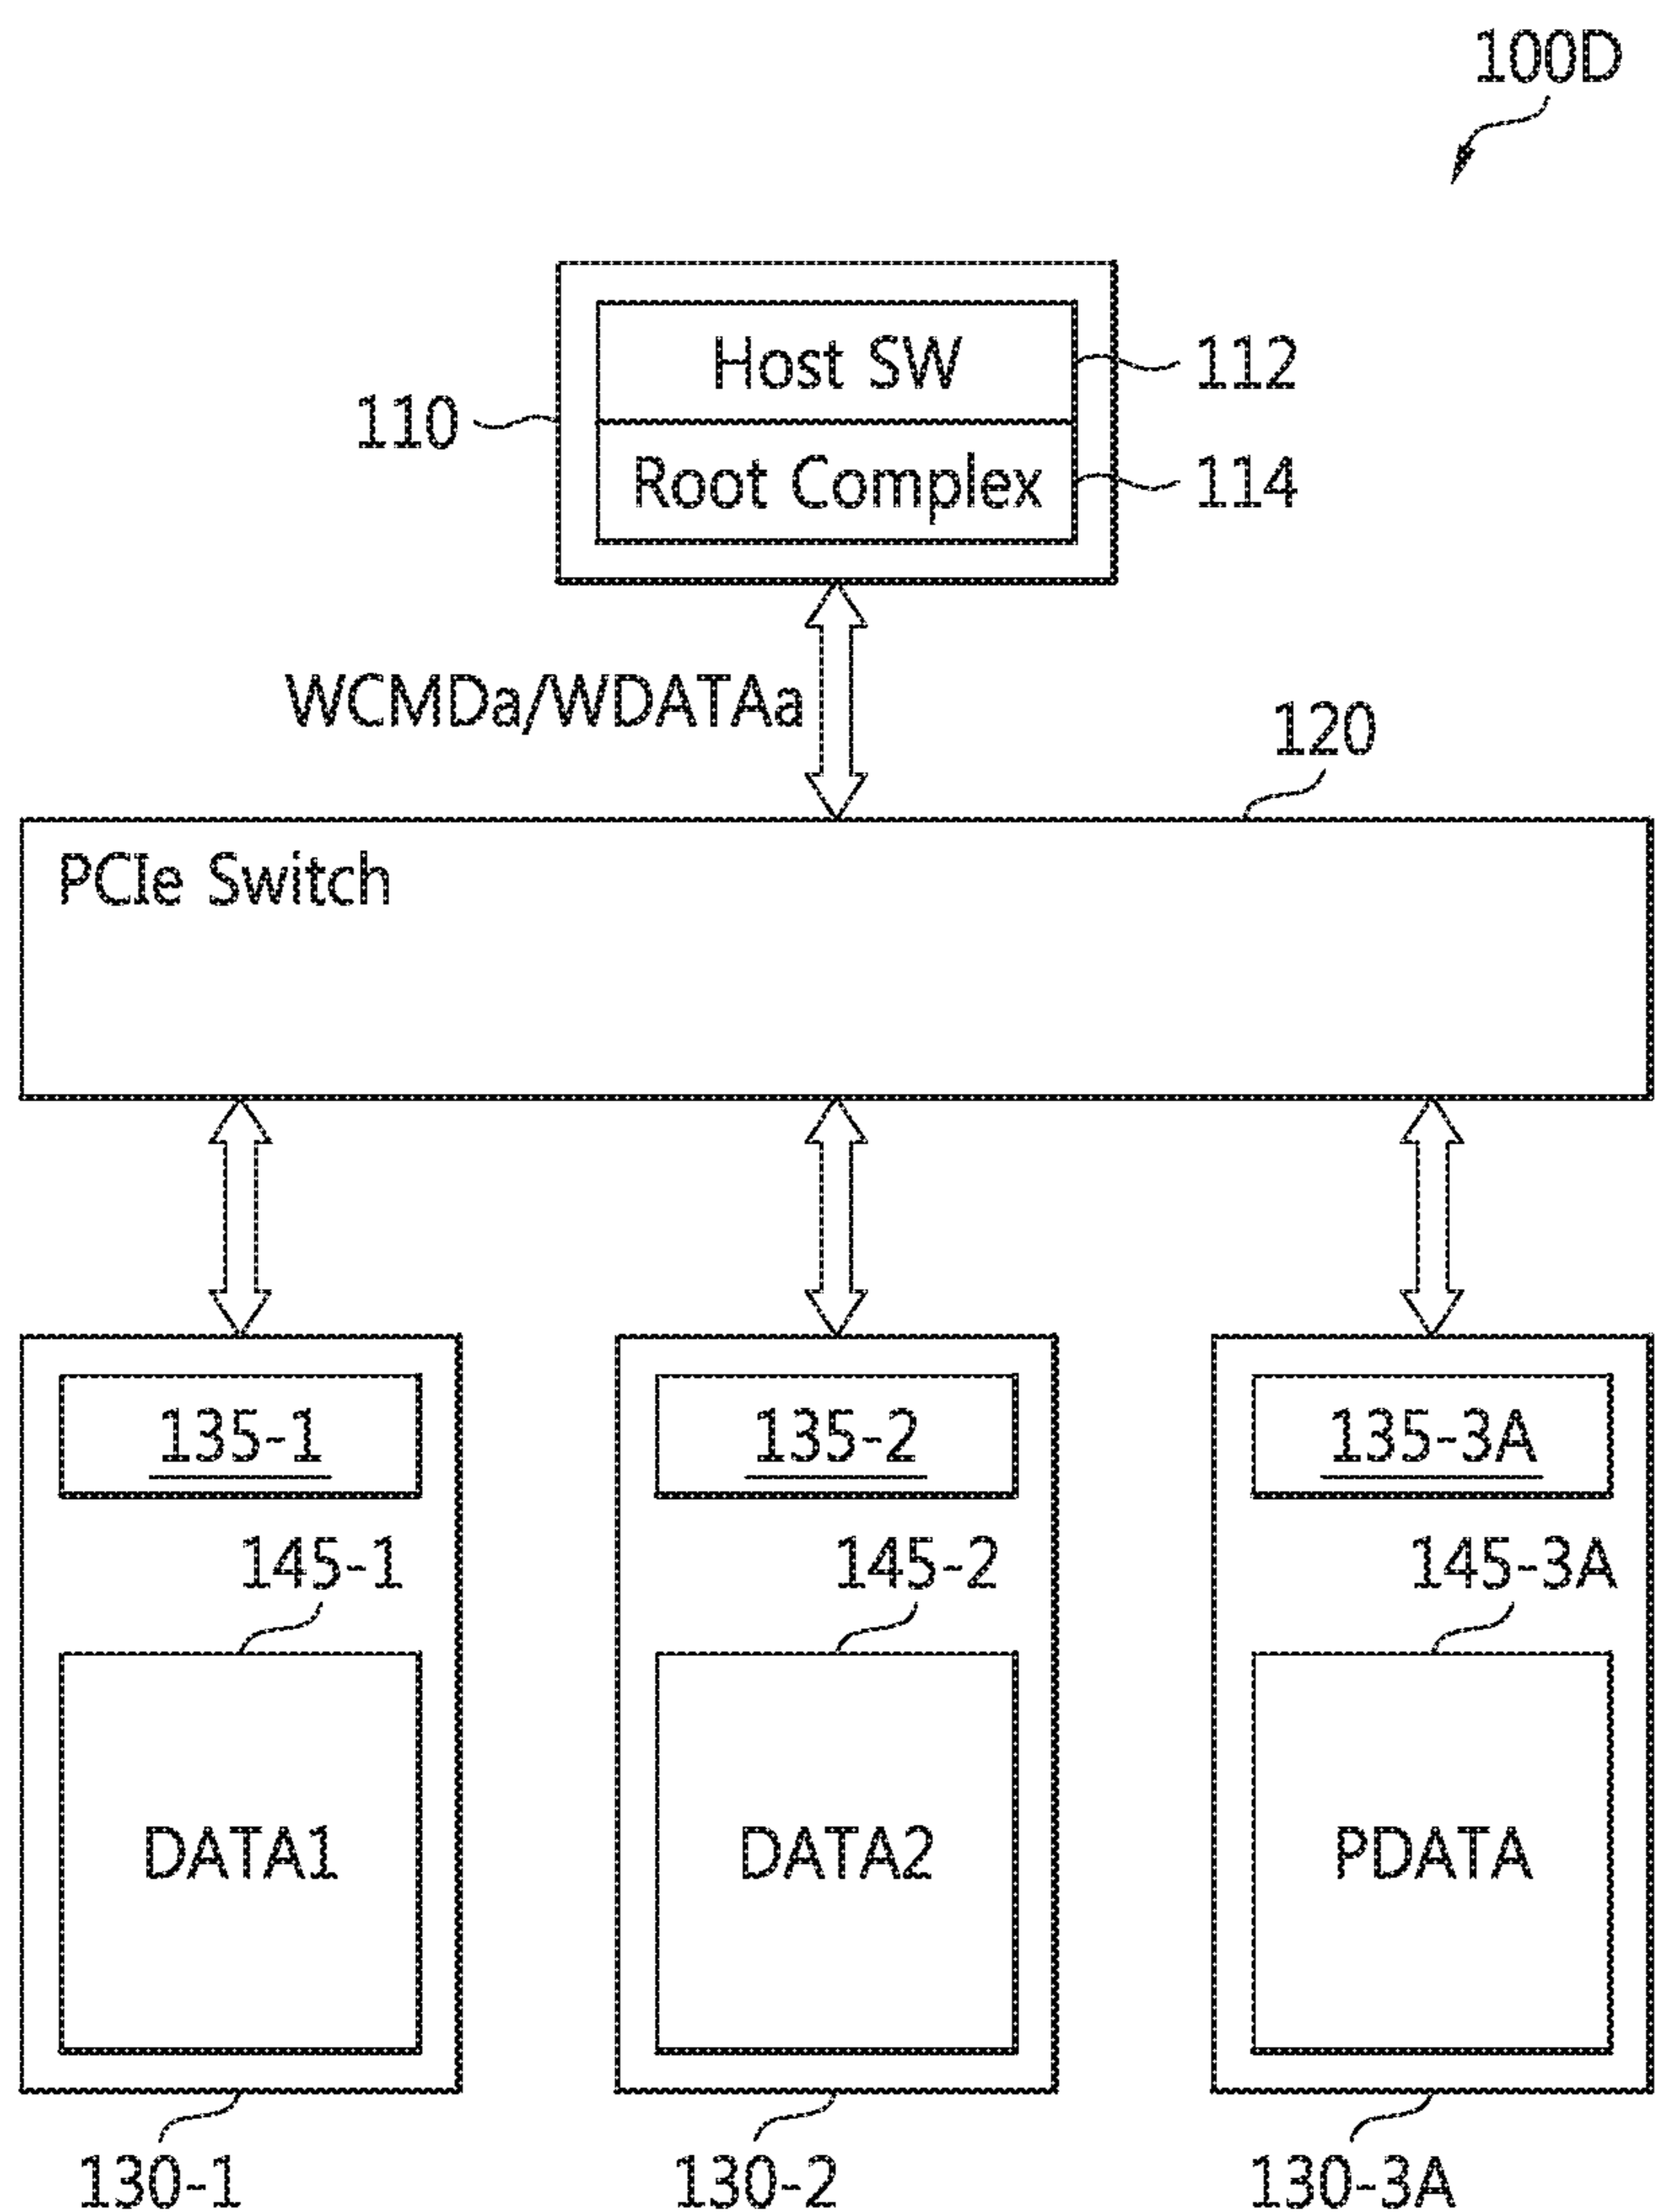 100D
Host SW
112
110
Root Complex
114
WCMDa/WDATAa
120
PCIe Switch
135-1
135-2
135-3A
145-1
145-2
145-3A
DATA1
DATA2
PDATA
130-1
130-2
130-3A